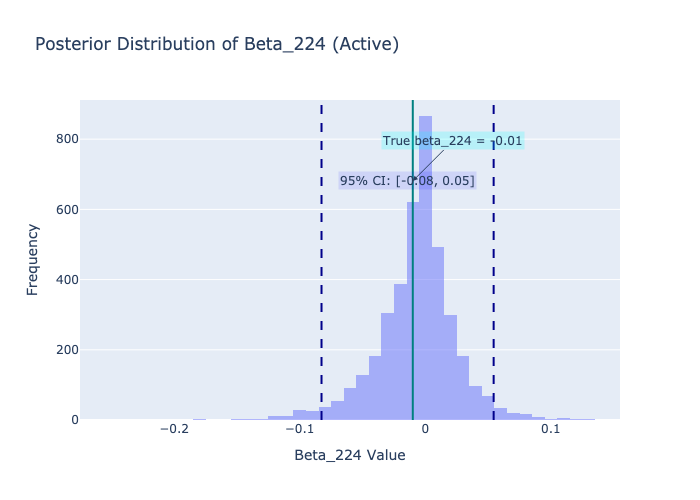 Posterior Distribution of Beta_224 (Active)
800
600
400
200
0
Frequency
True beta_224 = -0.01
95% CI: [-0.08, 0.05]
−0.2
−0.1
0
0.1
Beta_224 Value